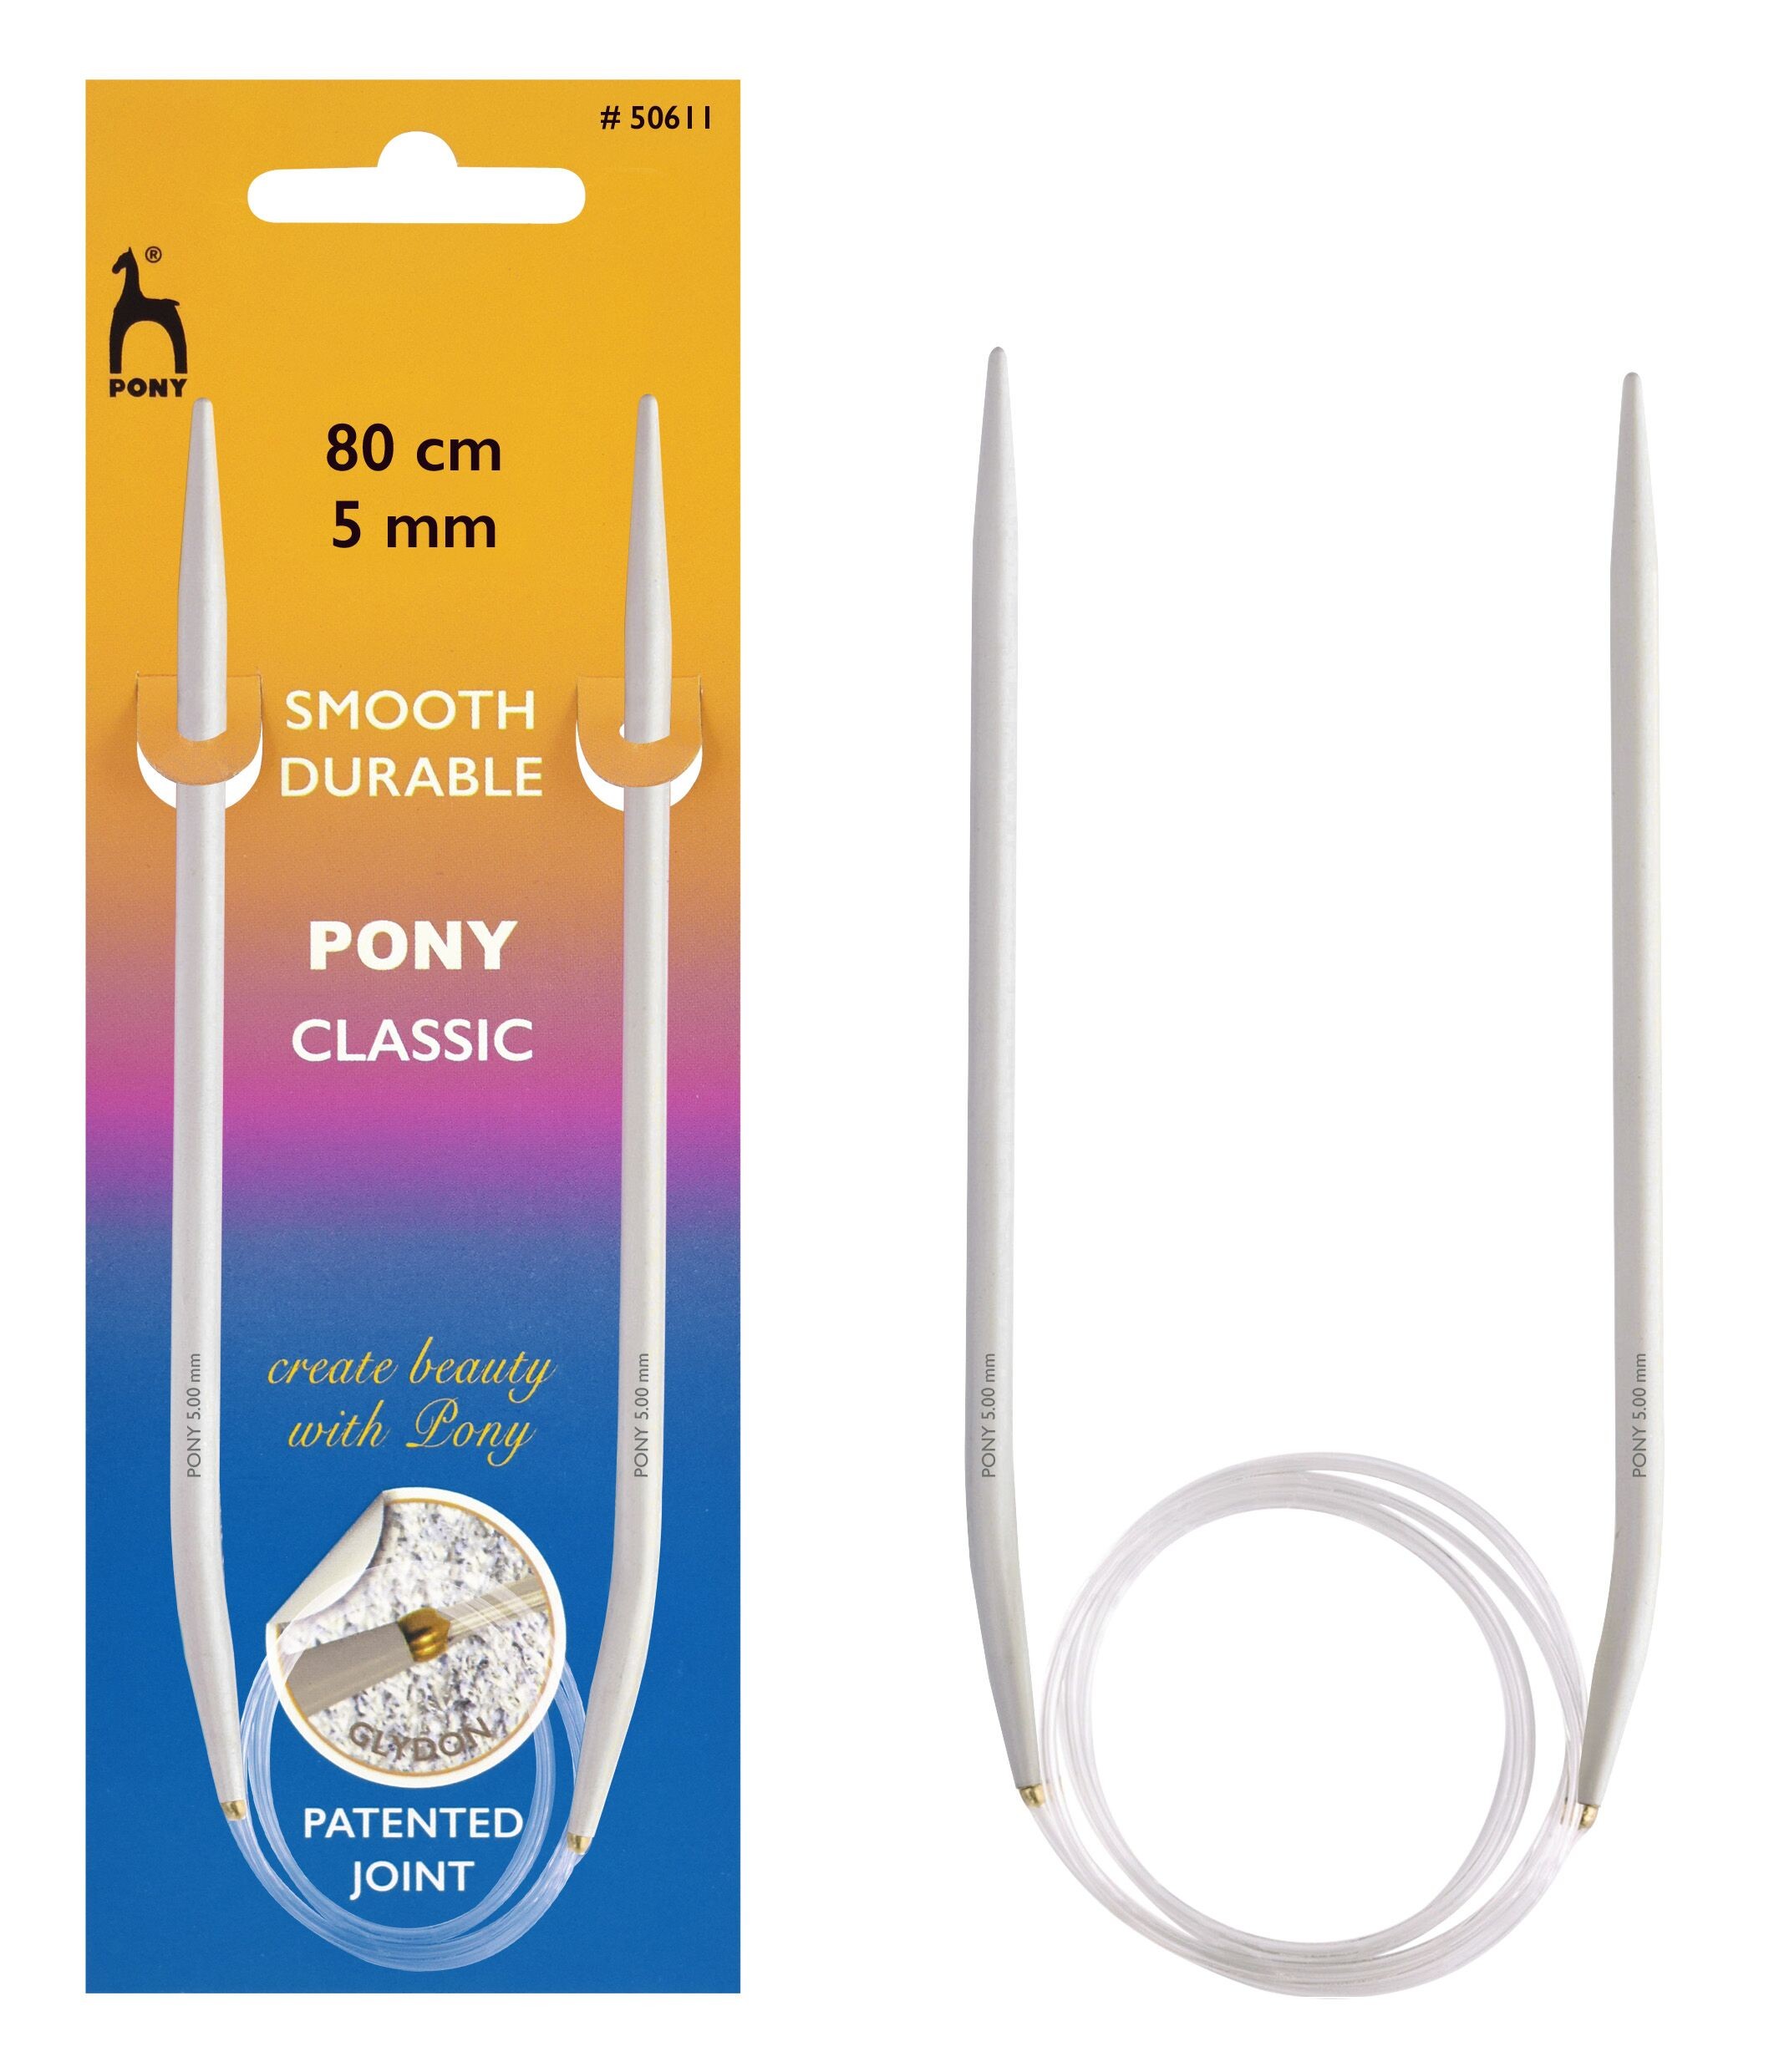 # 50611
®
PONY
80 cm
5 mm
SMOOTH
DURABLE
PONY
CLASSIC
create beauty
with Pony
PONY 5.00 mm
PONY 5.00 mm
GLYDON
PATENTED
JOINT
PONY 5.00 mm
PONY 5.00 mm